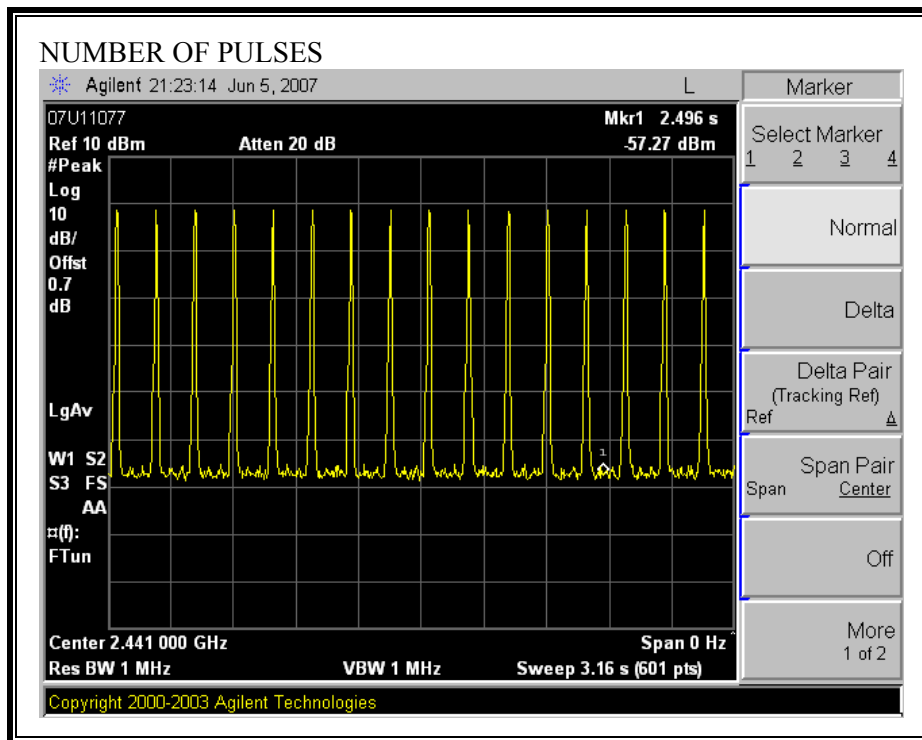 NUMBER OF PULSES
Agilent 21:23:14 Jun 5, 2007 L
07U11077 Mkr1 2.496 s
Ref 10 dBm Atten 20 dB -57.27 dBm
#Peak
Log
10
dB/
Offst
0.7
dB
LgAv
W1 S2
S3 FS
AA
¤(f):
FTun
1
Center 2.441 000 GHz Span 0 Hz^
Res BW 1 MHz VBW 1 MHz Sweep 3.16 s (601 pts)
Copyright 2000-2003 Agilent Technologies
Marker
Select Marker
1 2 3 4
Normal
Delta
Delta Pair
(Tracking Ref)
Ref Δ
Span Pair
Span Center
Off
More
1 of 2